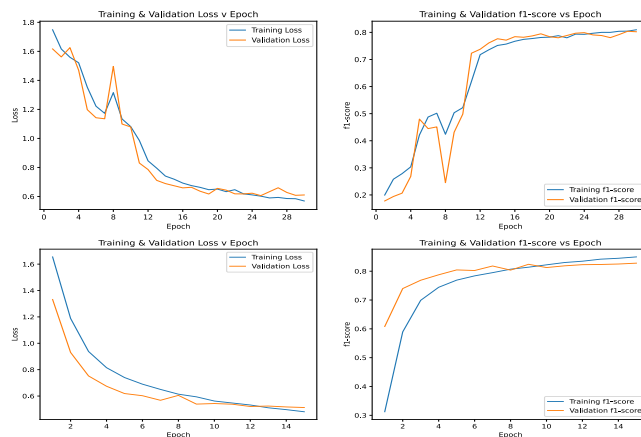 Training & Validation Loss v Epoch
Training Loss
Validation Loss
1.8
1.6
1.4
1.2
1.0
0.8
0.6
Loss
0 4 8 12 16 20 24 28
Epoch
Training & Validation f1-score vs Epoch
0.8
0.7
0.6
0.5
0.4
0.3
0.2
f1-score
Training f1-score
Validation f1-score
0 4 8 12 16 20 24 28
Epoch
Training & Validation Loss v Epoch
Training Loss
Validation Loss
1.6
1.4
1.2
1.0
0.8
0.6
Loss
2 4 6 8 10 12 14
Epoch
Training & Validation f1-score vs Epoch
0.8
0.7
0.6
0.5
0.4
0.3
f1-score
Training f1-score
Validation f1-score
2 4 6 8 10 12 14
Epoch